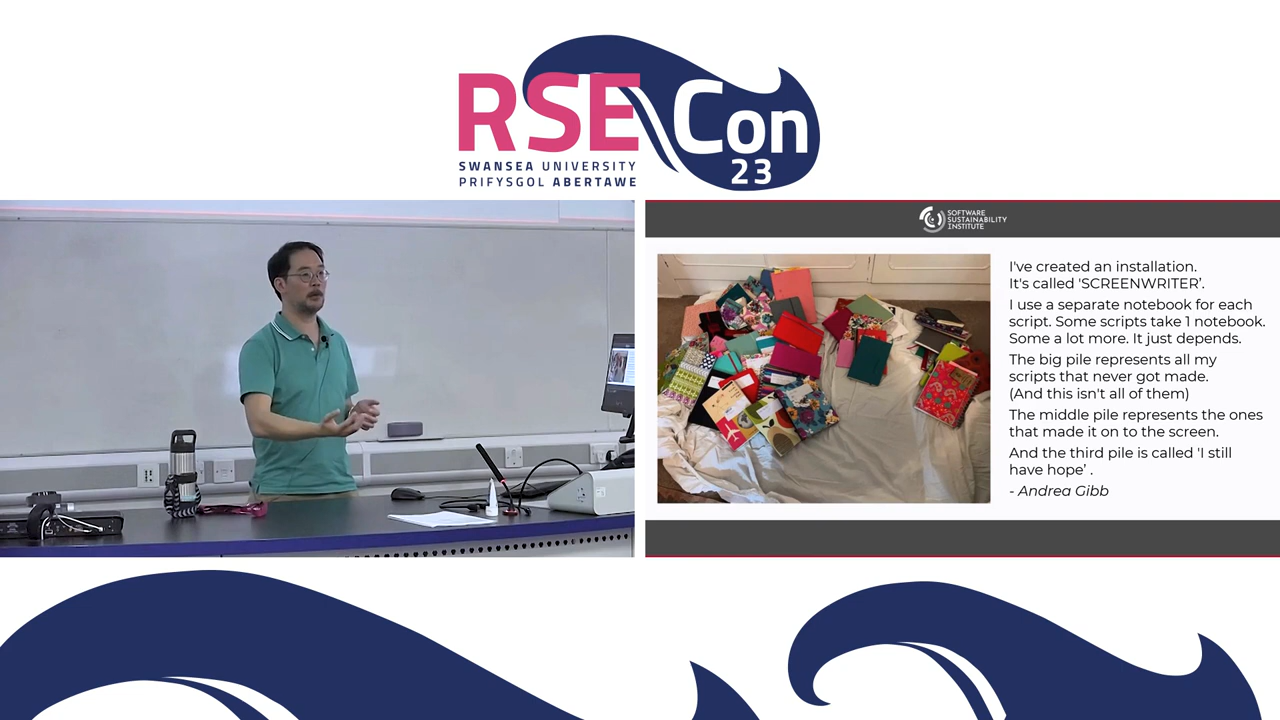 RSE Con
23
SWANSEA UNIVERSITY
PRIFYSGOL ABERTAWE
SOFTWARE
SUSTAINABILITY
INSTITUTE
I've created an installation.
It's called 'SCREENWRITER'.
I use a separate notebook for each
script. Some scripts take 1 notebook.
Some a lot more. It just depends.
The big pile represents all my
scripts that never got made.
(And this isn't all of them)
The middle pile represents the ones
that made it on to the screen.
And the third pile is called 'I still
have hope' .
- Andrea Gibb